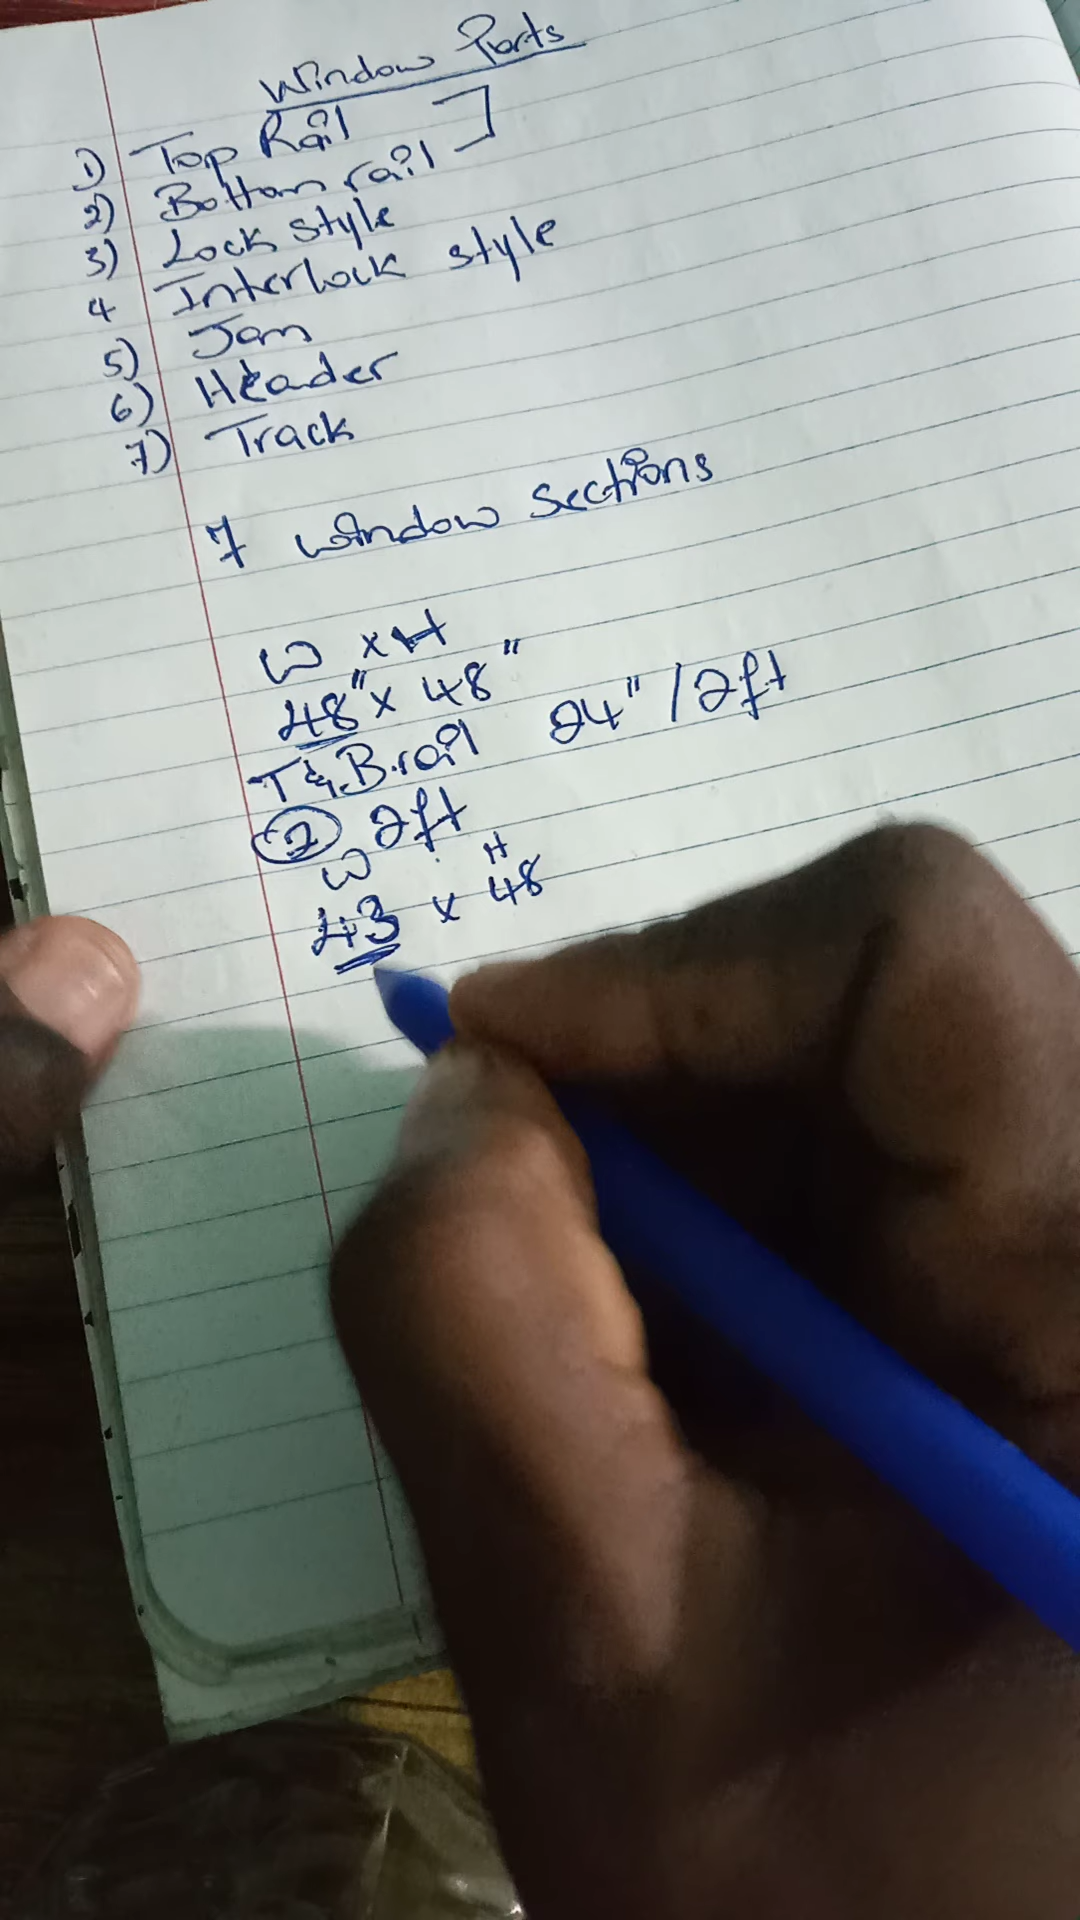 Window Parts
1) Top Rail ]
2) Bottom rail
3) Lock style
4 Interlock style
5) Jam
6) Header
7) Track
7 window sections
W x H
48" x 48"
T & B.rail 24" / 2ft
2 2ft
W H
43 x 48